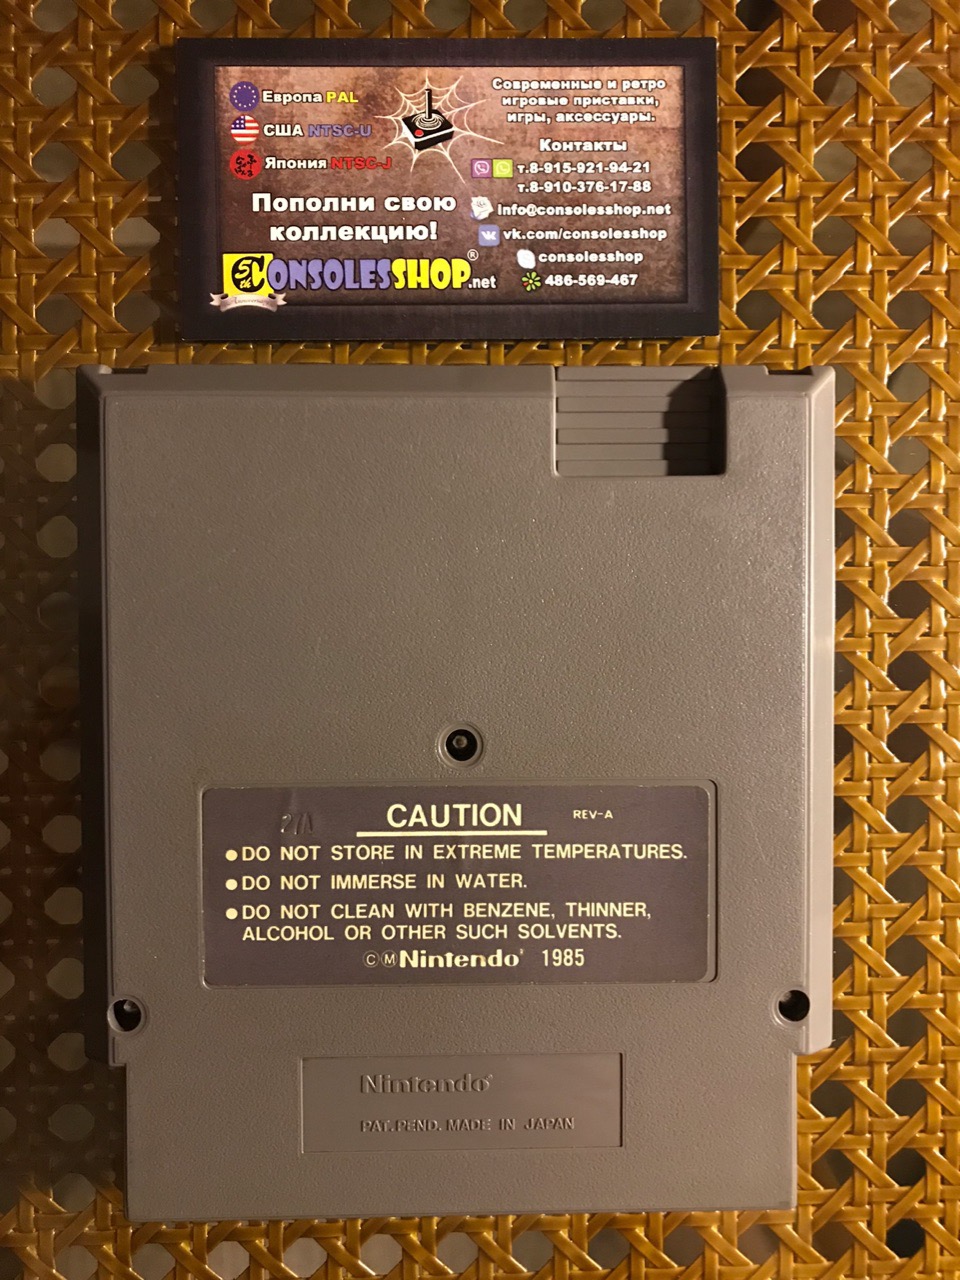 Европа PAL
США NTSC-U
Япония NTSC-J
Пополни свою
коллекцию!
5th
CONSOLESSHOP.net®
Anniversary
Современные и ретро
игровые приставки,
игры, аксессуары.
Контакты
т.8-915-921-94-21
т.8-910-376-17-88
info@consolesshop.net
vk.com/consolesshop
consolesshop
486-569-467
CAUTION REV-A
●DO NOT STORE IN EXTREME TEMPERATURES.
●DO NOT IMMERSE IN WATER.
●DO NOT CLEAN WITH BENZENE, THINNER,
ALCOHOL OR OTHER SUCH SOLVENTS.
ⒸⓂNintendo® 1985
Nintendo®
PAT.PEND. MADE IN JAPAN